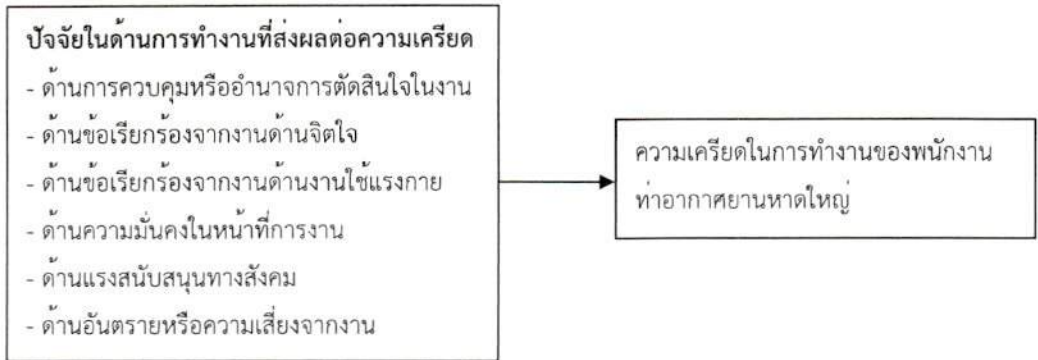 ปัจจัยในด้านการทำงานที่ส่งผลต่อความเครียด
- ด้านการควบคุมหรืออำนาจการตัดสินใจในงาน
- ด้านข้อเรียกร้องจากงานด้านจิตใจ
- ด้านข้อเรียกร้องจากงานด้านงานใช้แรงกาย
- ด้านความมั่นคงในหน้าที่การงาน
- ด้านแรงสนับสนุนทางสังคม
- ด้านอันตรายหรือความเสี่ยงจากงาน
ความเครียดในการทำงานของพนักงาน
ท่าอากาศยานหาดใหญ่